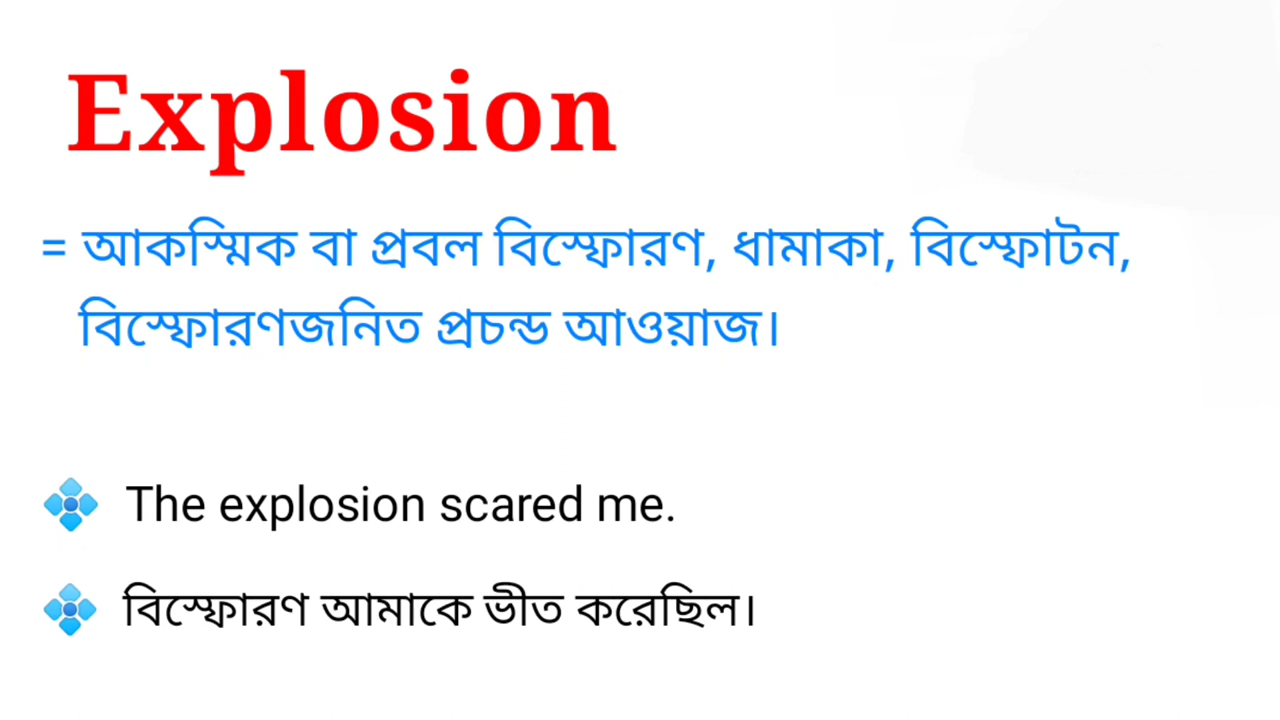 Explosion
= আকস্মিক বা প্রবল বিস্ফোরণ, ধামাকা, বিস্ফোটন,
বিস্ফোরণজনিত প্রচন্ড আওয়াজ।
The explosion scared me.
বিস্ফোরণ আমাকে ভীত করেছিল।